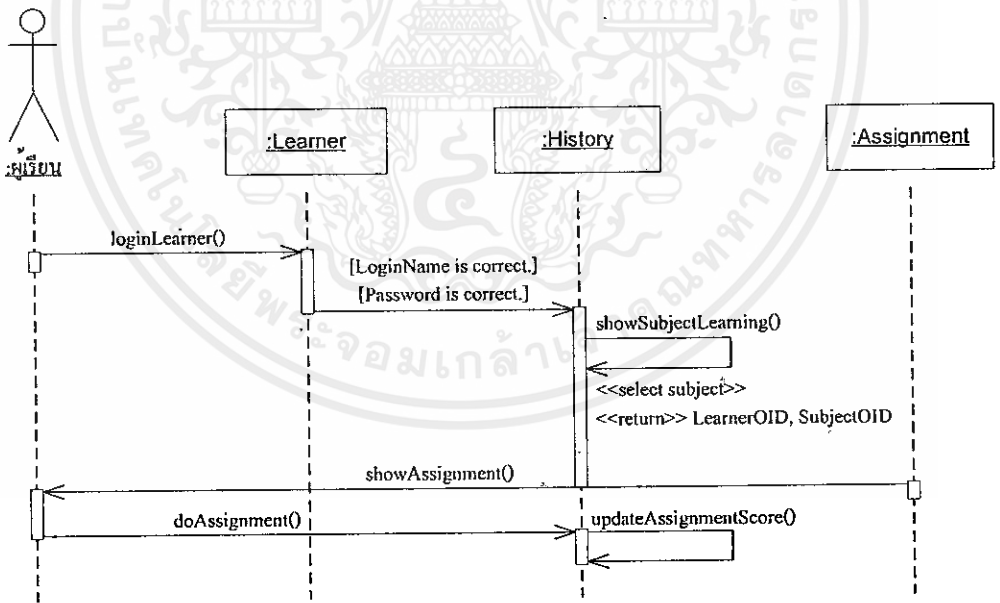 :ผู้เรียน
:Learner
:History
:Assignment
loginLearner()
[LoginName is correct.]
[Password is correct.]
showSubjectLearning()
<<select subject>>
<<return>> LearnerOID, SubjectOID
showAssignment()
doAssignment()
updateAssignmentScore()